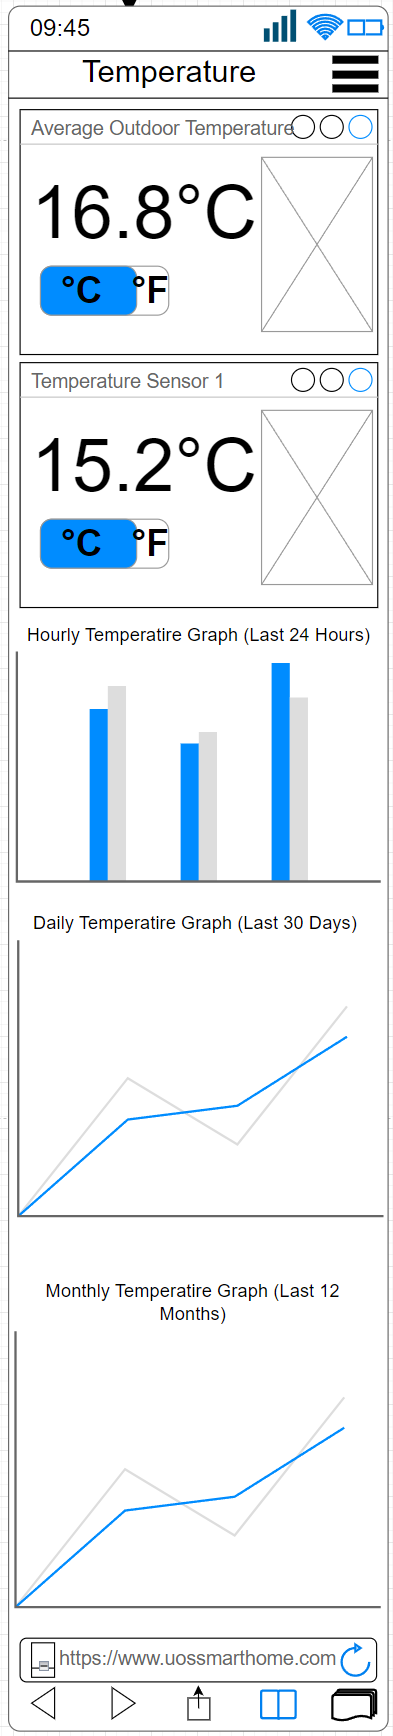 09:45
Temperature
Average Outdoor Temperature
16.8°C
°C °F
Temperature Sensor 1
15.2°C
°C °F
Hourly Temperatire Graph (Last 24 Hours)
Daily Temperatire Graph (Last 30 Days)
Monthly Temperatire Graph (Last 12
Months)
https://www.uossmarthome.com